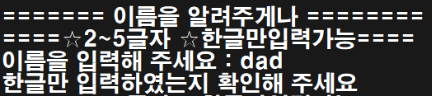 ======= 이름을 알려주게나 ========
====☆2~5글자 ☆한글만입력가능====
이름을 입력해 주세요 : dad
한글만 입력하였는지 확인해 주세요